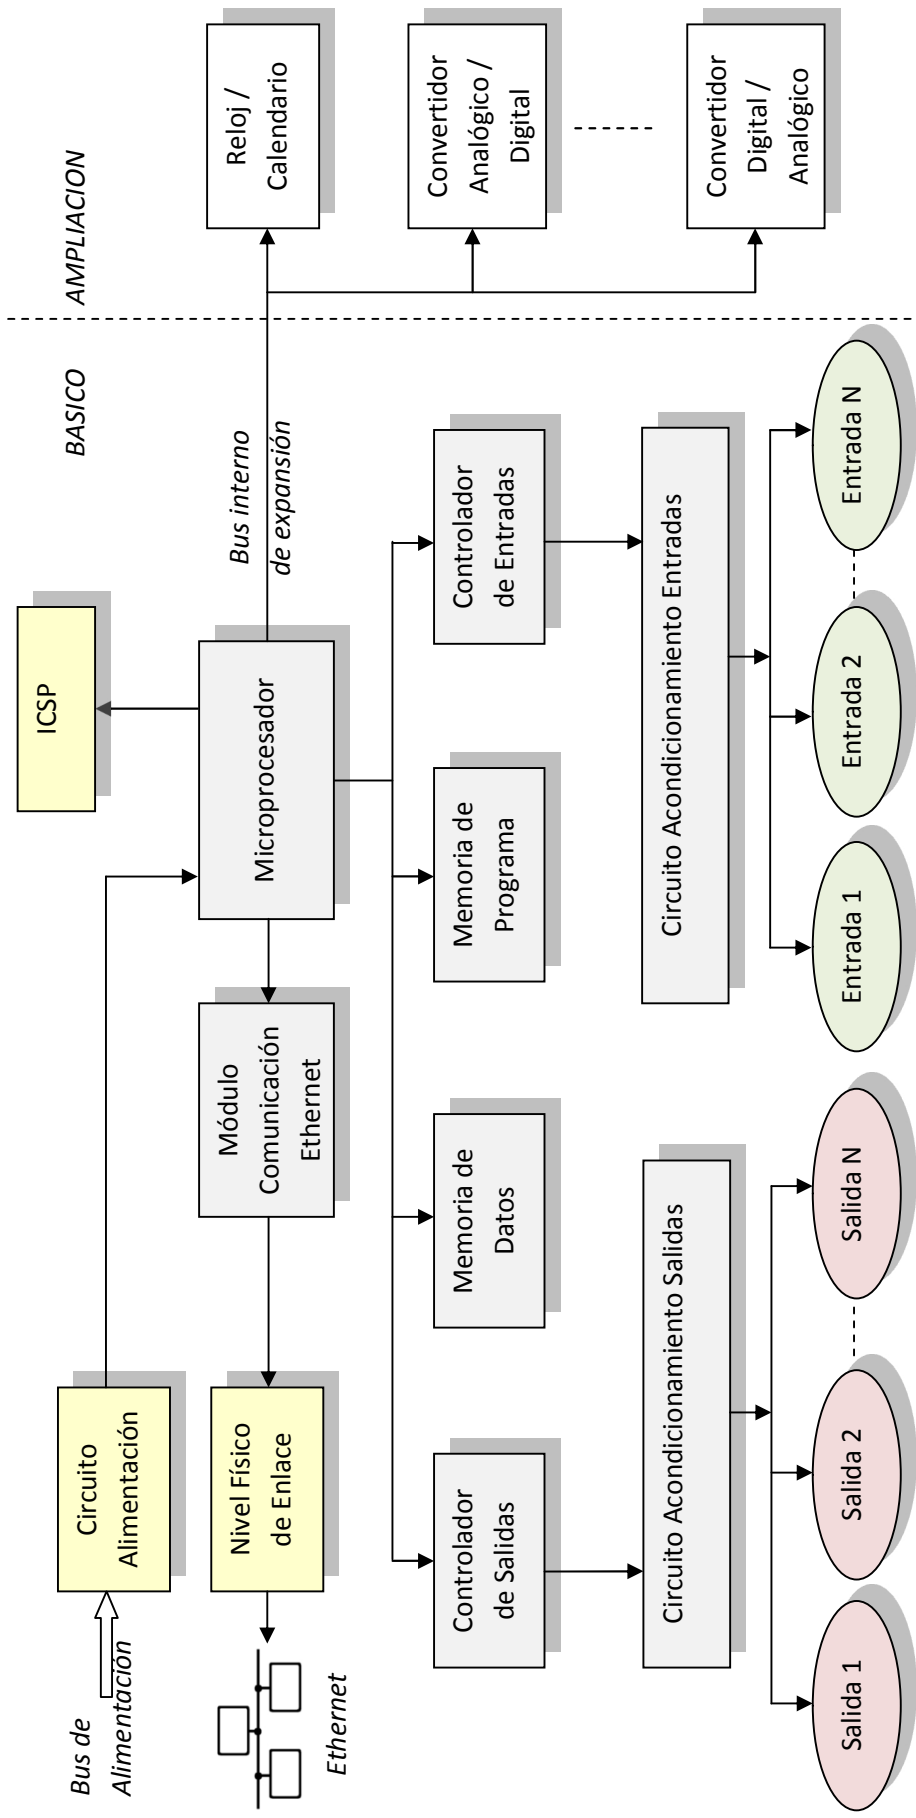 BASICO
AMPLIACION
ICSP
Bus de
Alimentación
Circuito
Alimentación
Bus interno
de expansión
Reloj /
Calendario
Ethernet
Nivel Físico
de Enlace
Módulo
Comunicación
Ethernet
Microprocesador
Convertidor
Analógico /
Digital
Controlador
de Salidas
Memoria de
Datos
Memoria de
Programa
Controlador
de Entradas
Convertidor
Digital /
Analógico
Circuito Acondicionamiento Salidas
Circuito Acondicionamiento Entradas
Salida 1
Salida 2
Salida N
Entrada 1
Entrada 2
Entrada N